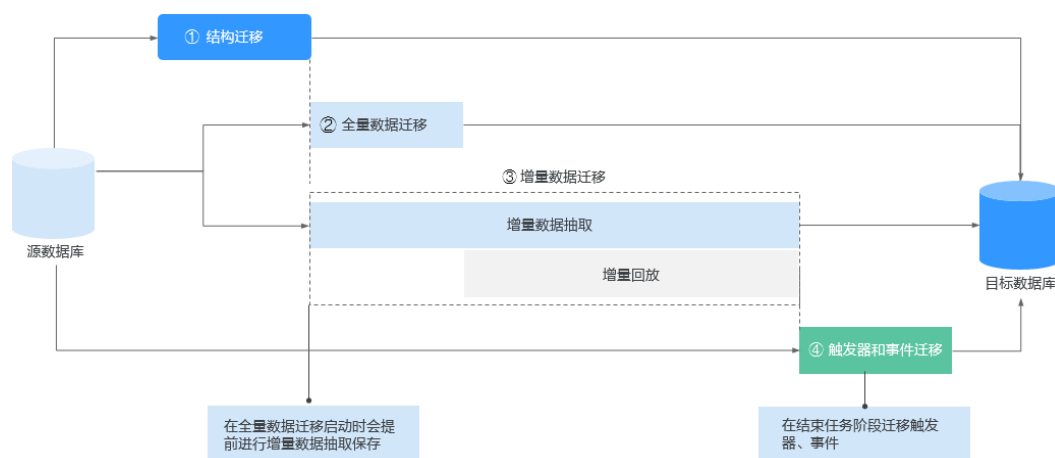 ① 结构迁移
② 全量数据迁移
③ 增量数据迁移
增量数据抽取
源数据库
增量回放
目标数据库
④ 触发器和事件迁移
在全量数据迁移启动时会提
前进行增量数据抽取保存
在结束任务阶段迁移触发
器、事件